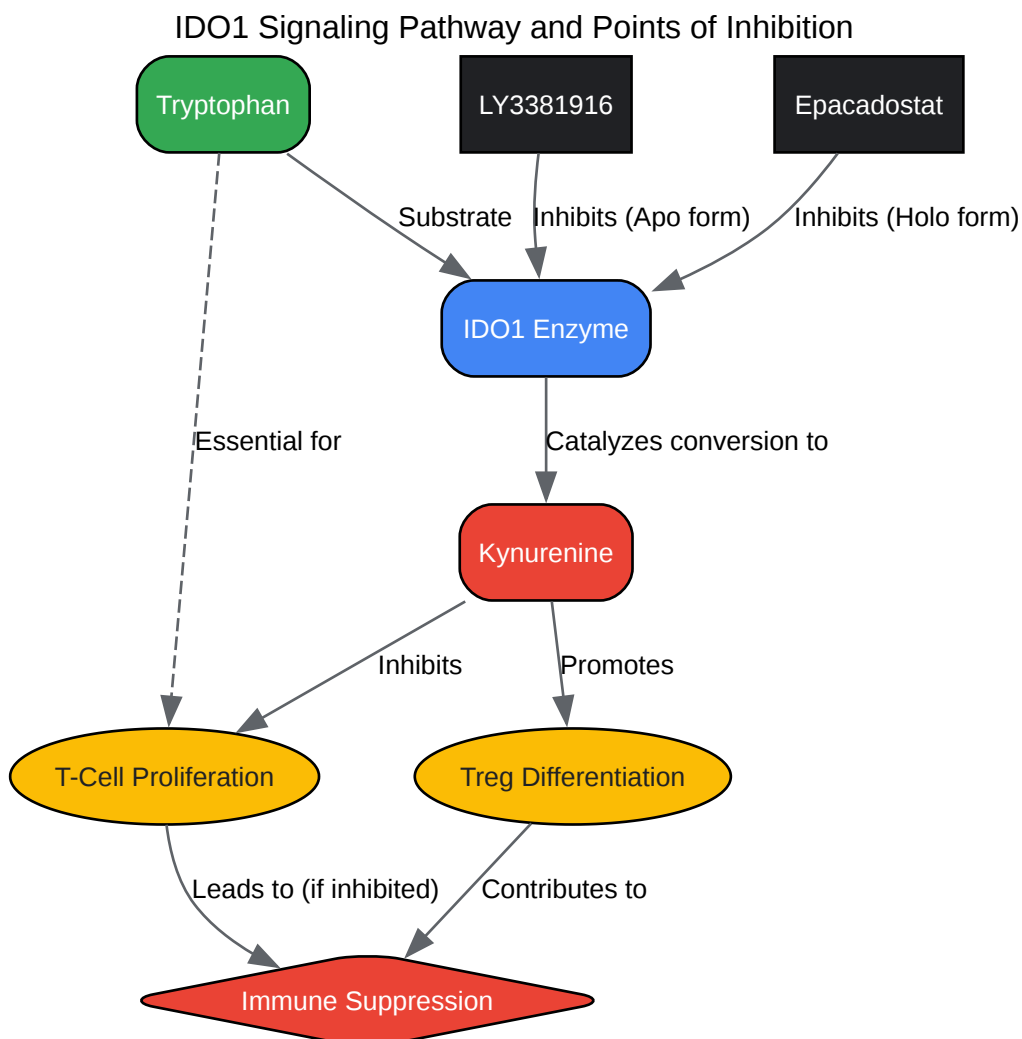 IDO1 Signaling Pathway and Points of Inhibition
Tryptophan
LY3381916
Epacadostat
Substrate
Inhibits (Apo form)
Inhibits (Holo form)
IDO1 Enzyme
Essential for
Catalyzes conversion to
Kynurenine
Inhibits
Promotes
T-Cell Proliferation
Treg Differentiation
Leads to (if inhibited)
Contributes to
Immune Suppression